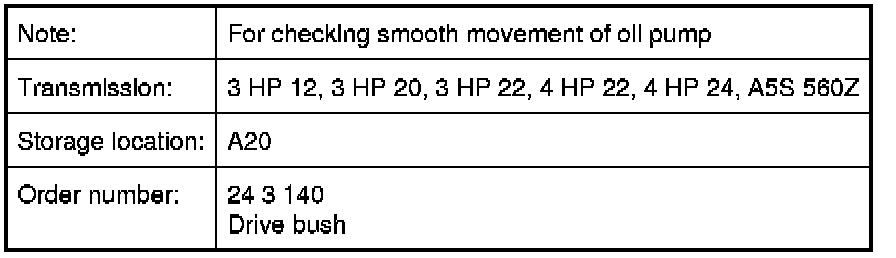 Note: For checking smooth movement of oil pump
Transmission: 3 HP 12, 3 HP 20, 3 HP 22, 4 HP 22, 4 HP 24, A5S 560Z
Storage location: A20
Order number: 24 3 140
Drive bush